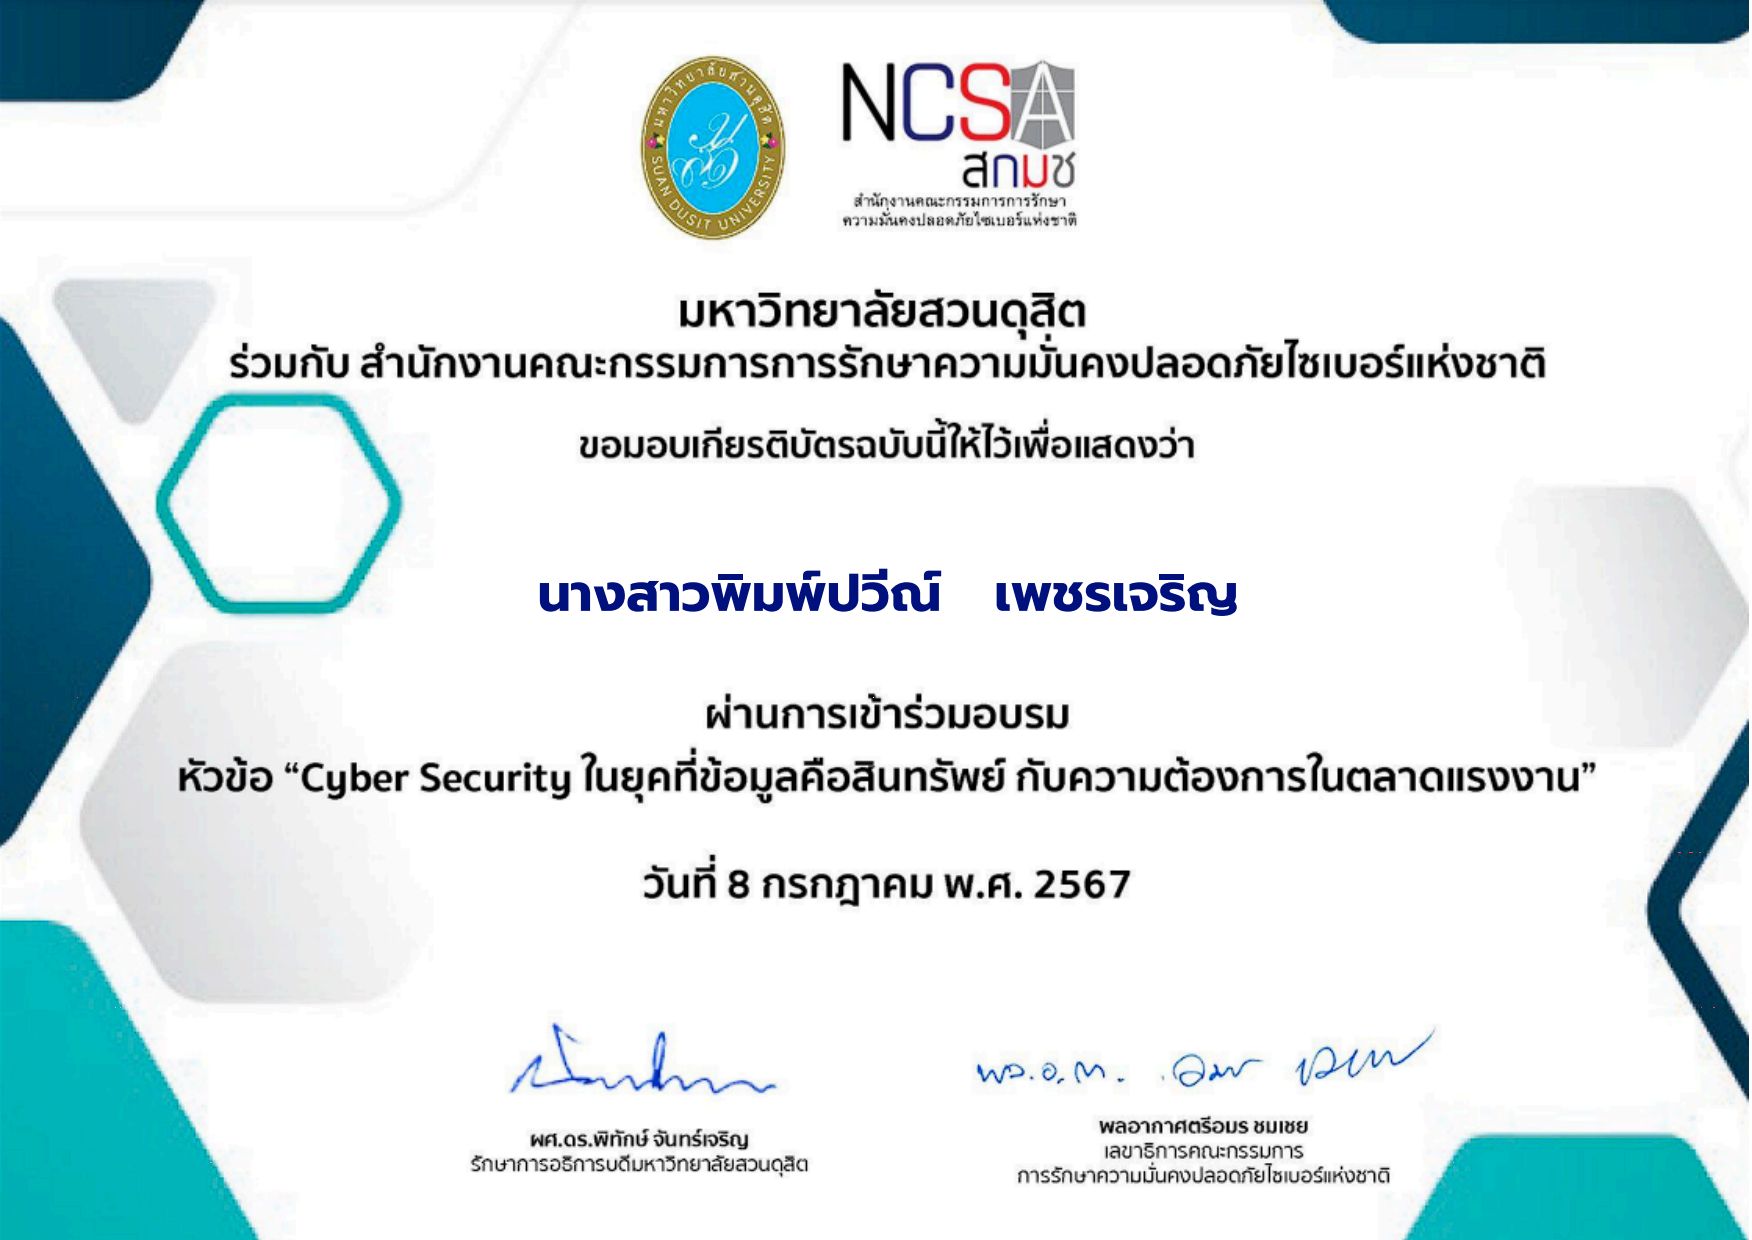 มหาวิทยาลัยสวนดุสิต
SUAN DUSIT UNIVERSITY
NCSA
สกมช
สำนักงานคณะกรรมการการรักษา
ความมั่นคงปลอดภัยไซเบอร์แห่งชาติ
มหาวิทยาลัยสวนดุสิต
ร่วมกับ สำนักงานคณะกรรมการการรักษาความมั่นคงปลอดภัยไซเบอร์แห่งชาติ
ขอมอบเกียรติบัตรฉบับนี้ให้ไว้เพื่อแสดงว่า
นางสาวพิมพ์ปวีณ์ เพชรเจริญ
ผ่านการเข้าร่วมอบรม
หัวข้อ “Cyber Security ในยุคที่ข้อมูลคือสินทรัพย์ กับความต้องการในตลาดแรงงาน”
วันที่ 8 กรกฎาคม พ.ศ. 2567
พล.อ.ต.
ผศ.ดร.พิทักษ์ จันทร์เจริญ
รักษาการอธิการบดีมหาวิทยาลัยสวนดุสิต
พลอากาศตรีอมร ชมเชย
เลขาธิการคณะกรรมการ
การรักษาความมั่นคงปลอดภัยไซเบอร์แห่งชาติ